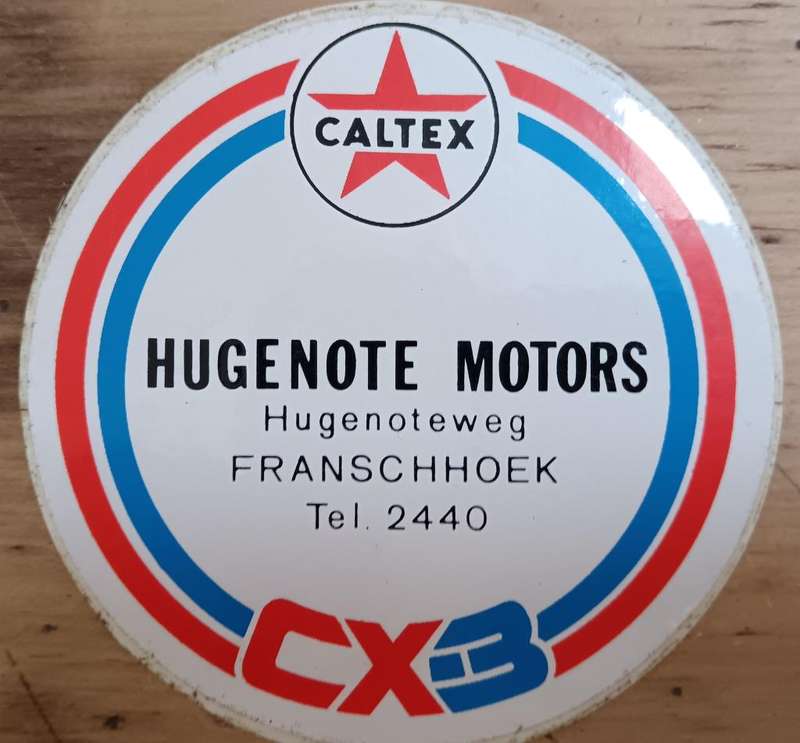 CALTEX
HUGENOTE MOTORS
Hugenoteweg
FRANSCHHOEK
Tel. 2440
CX3